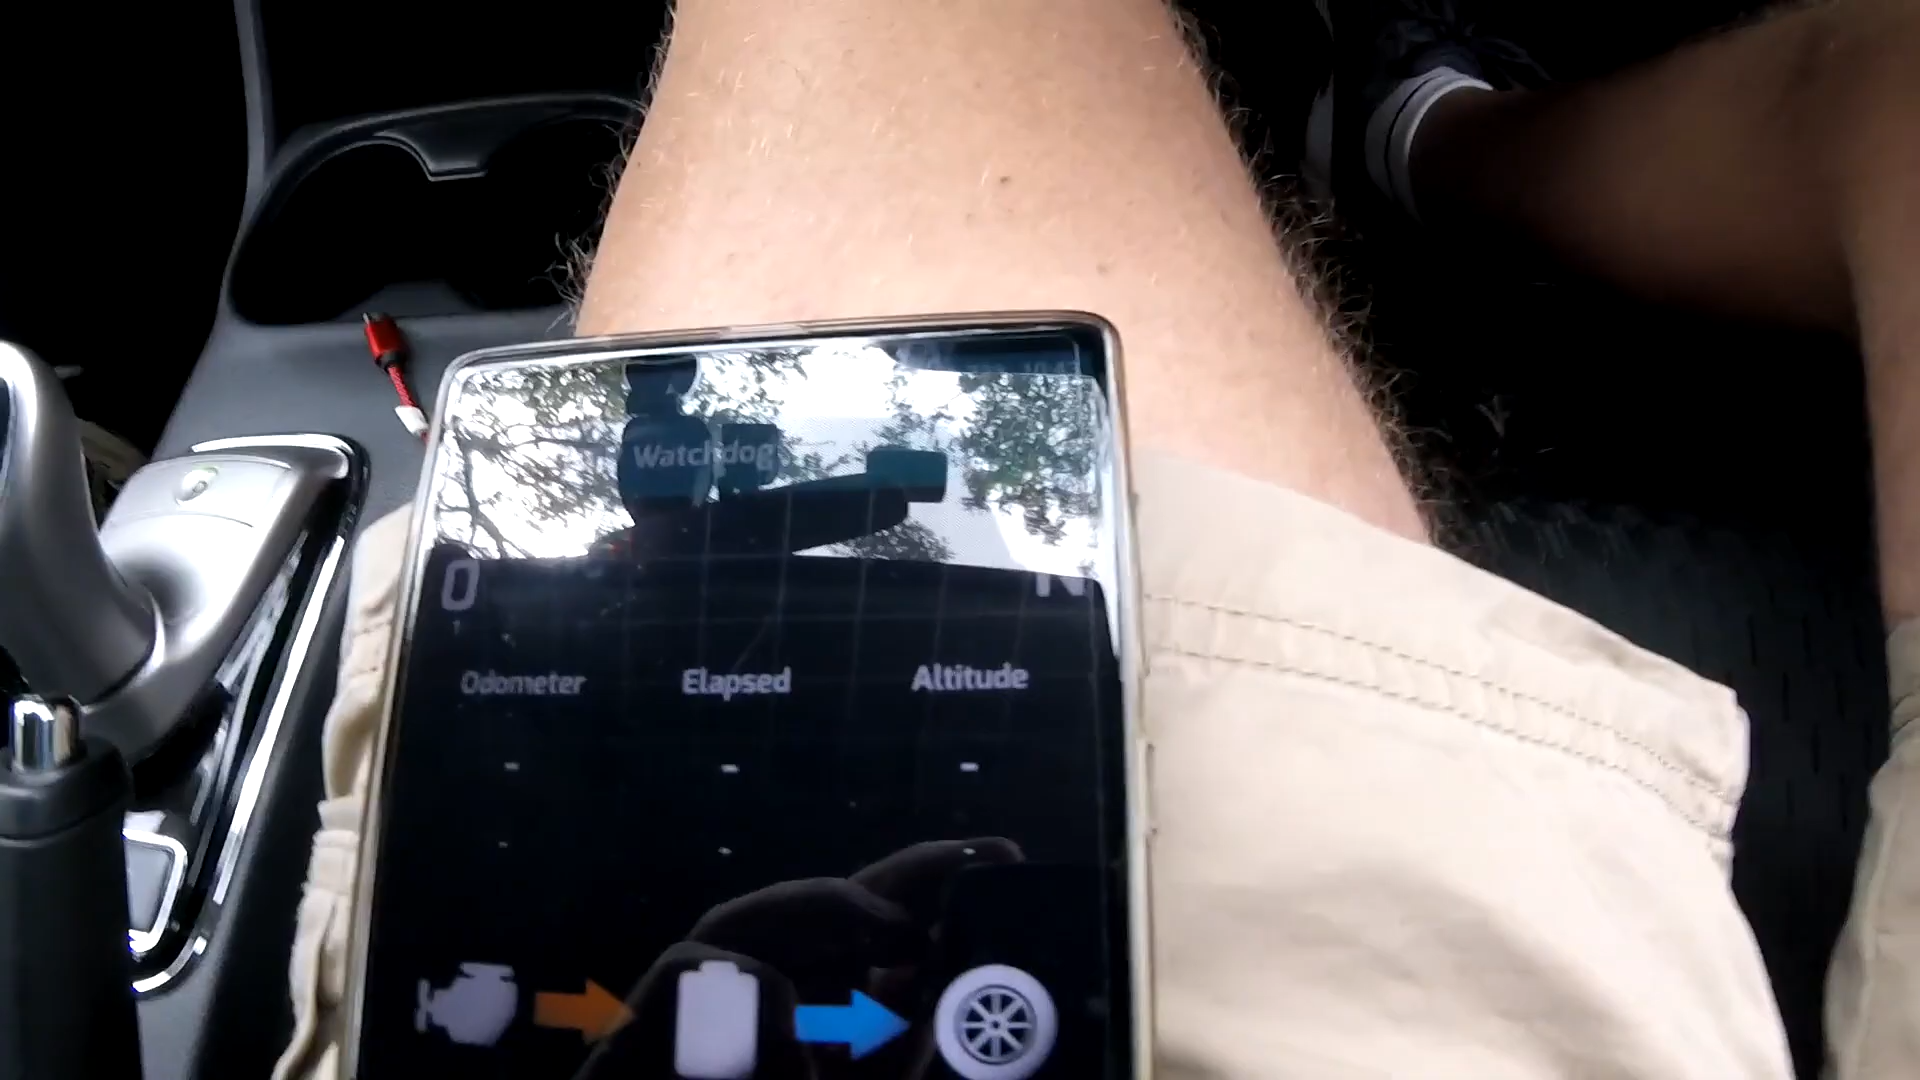 Watchdog
0 N
Odometer Elapsed Altitude
- - -
- - -